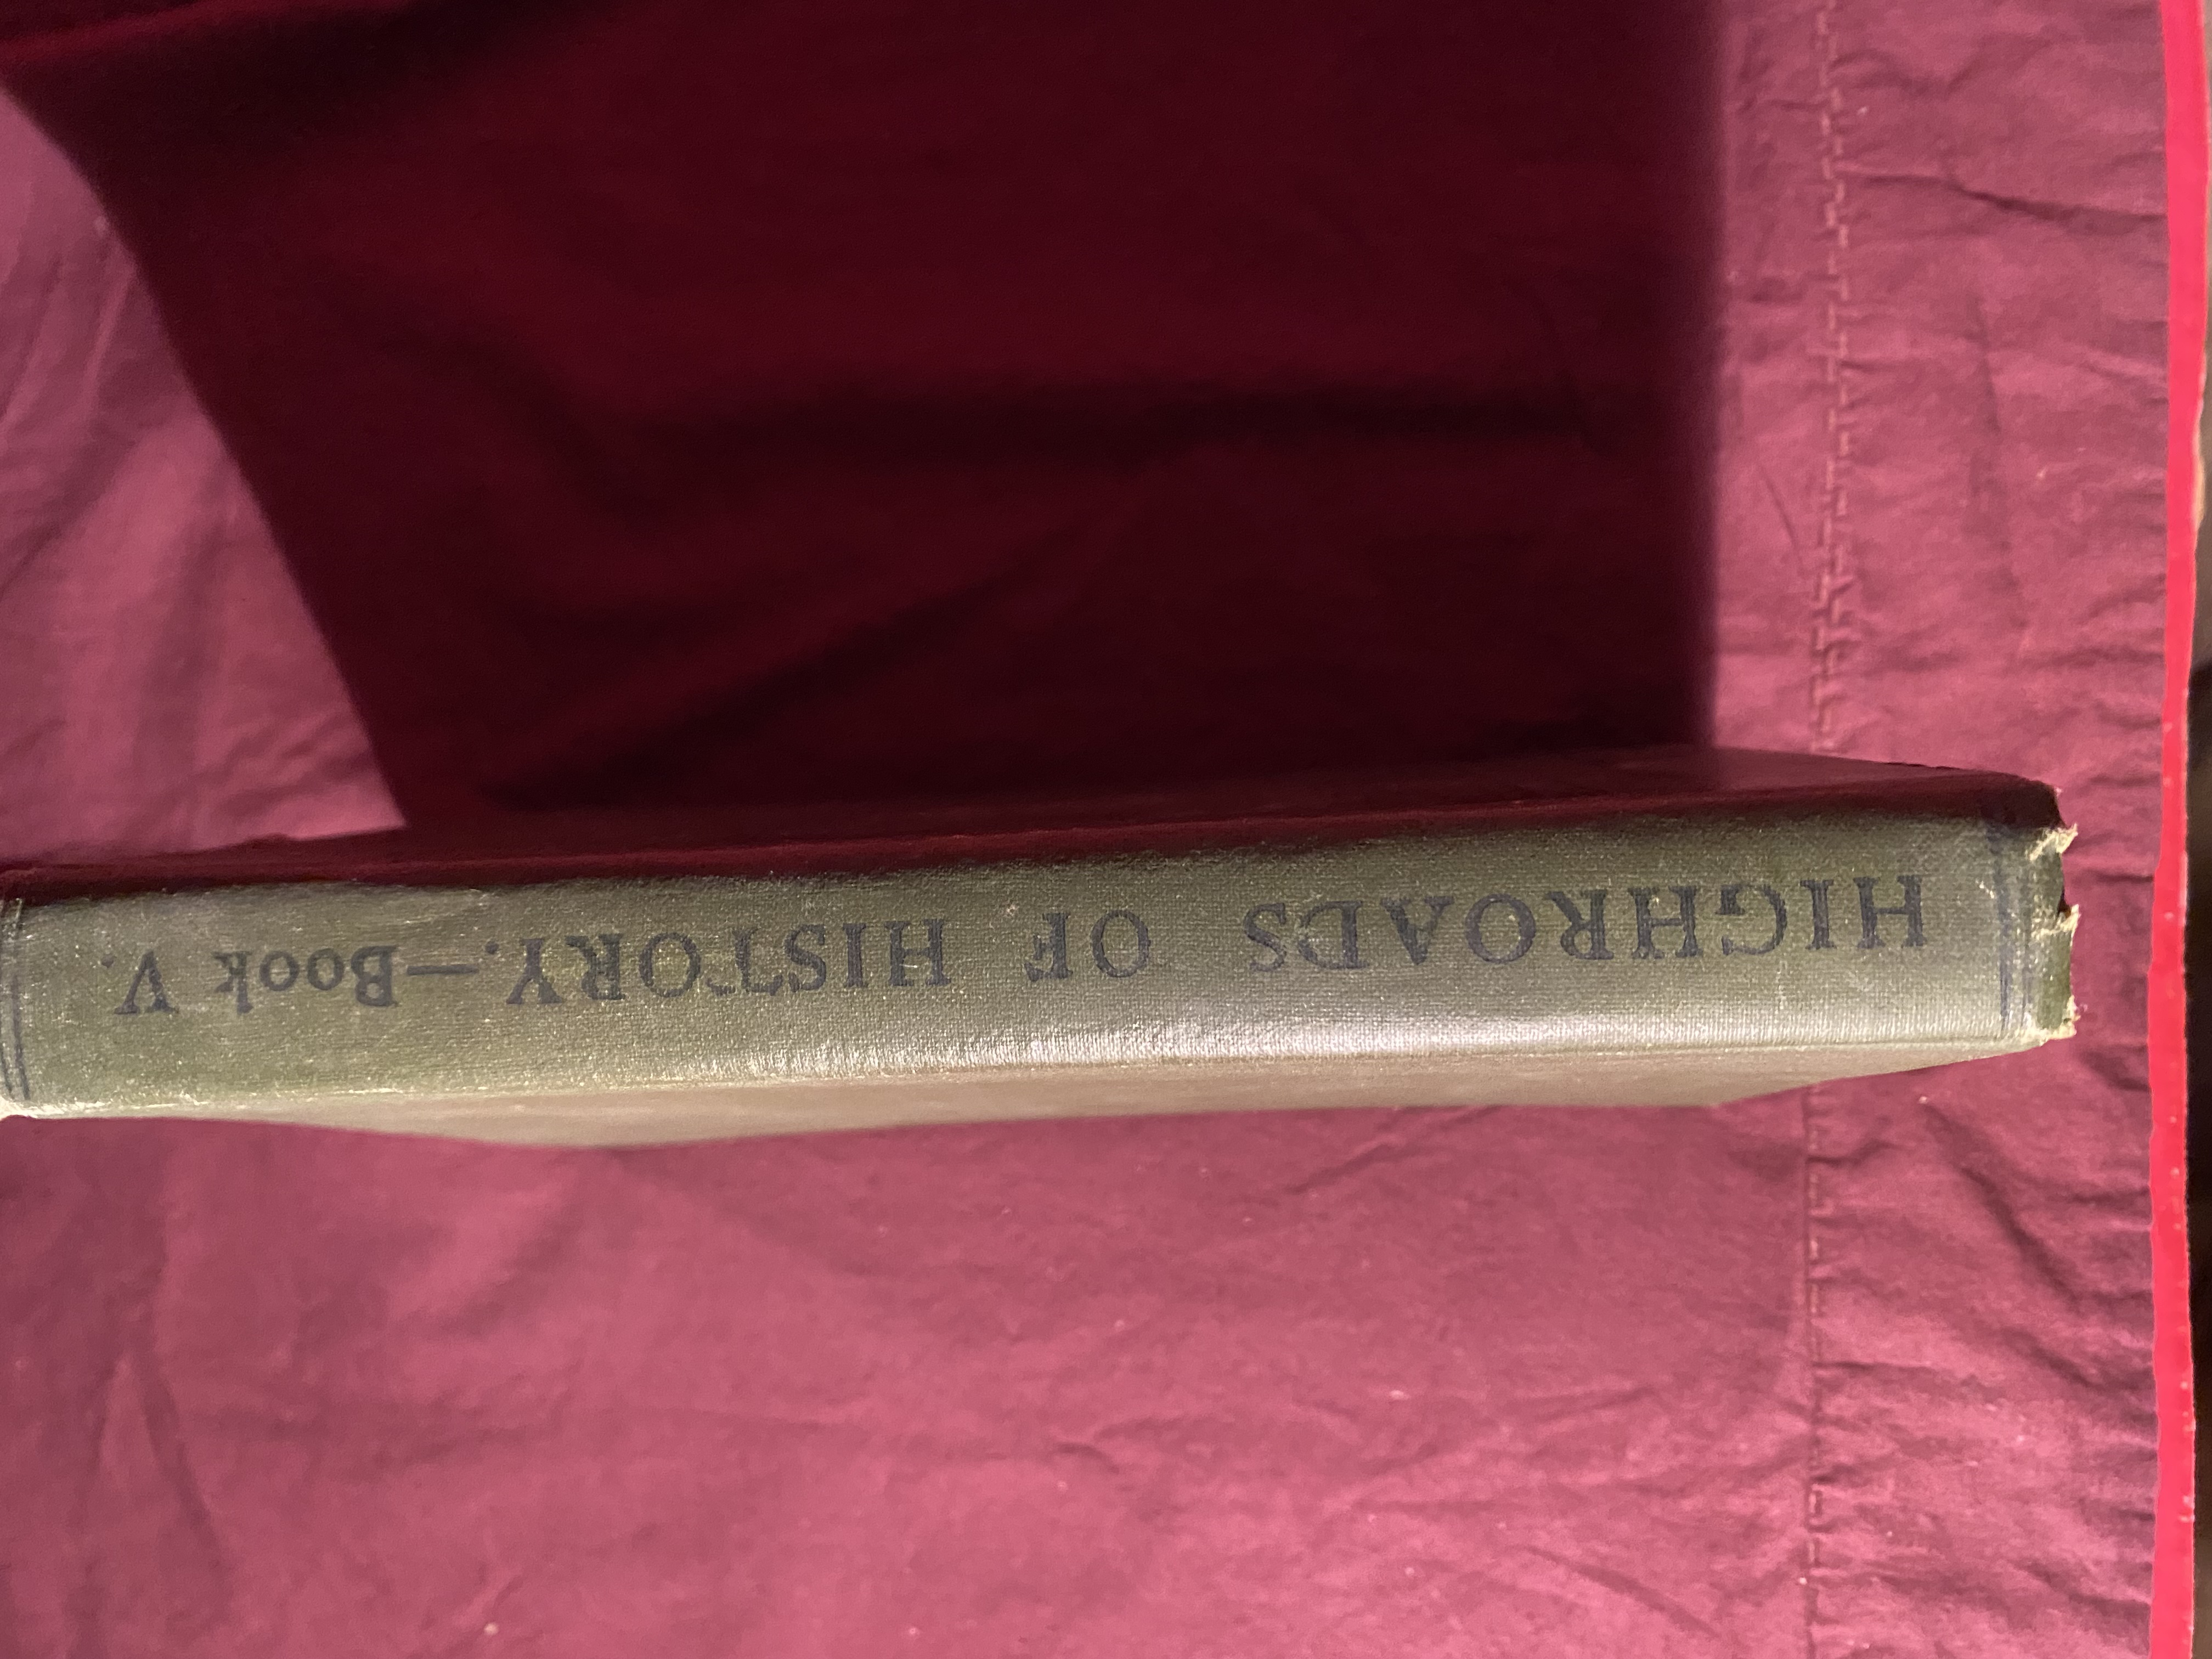 HIGHROADS OF HISTORY.—Book V.